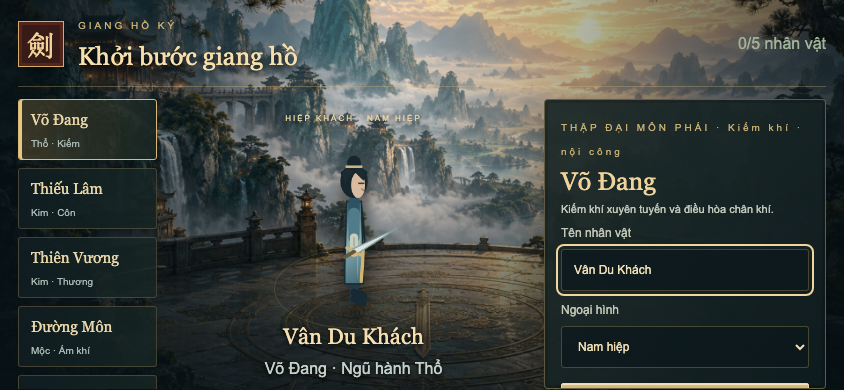 劍
GIANG HỒ KÝ
Khởi bước giang hồ
0/5 nhân vật
Võ Đang
Thổ · Kiếm
Thiếu Lâm
Kim · Côn
Thiên Vương
Kim · Thương
Đường Môn
Mộc · Ám khí
HIỆP KHÁCH · NAM HIỆP
Vân Du Khách
Võ Đang · Ngũ hành Thổ
THẬP ĐẠI MÔN PHÁI · Kiếm khí ·
nội công
Võ Đang
Kiếm khí xuyên tuyến và điều hòa chân khí.
Tên nhân vật
Vân Du Khách
Ngoại hình
Nam hiệp